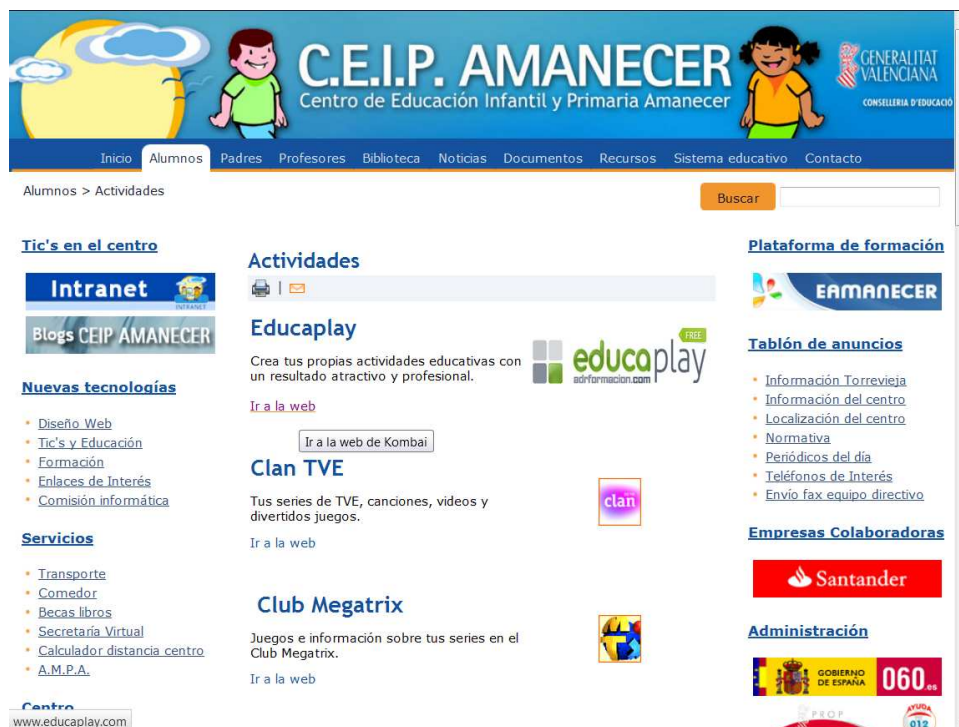 C.E.I.P. AMANECER
Centro de Educación Infantil y Primaria Amanecer
GENERALITAT
VALENCIANA
CONSELLERIA D'EDUCACIÓ
Inicio Alumnos Padres Profesores Biblioteca Noticias Documentos Recursos Sistema educativo Contacto
Alumnos > Actividades
Buscar
Tic's en el centro
Intranet
INTRANET
Blogs CEIP AMANECER
Nuevas tecnologías
Diseño Web
Tic's y Educación
Formación
Enlaces de Interés
Comisión informática
Servicios
Transporte
Comedor
Becas libros
Secretaría Virtual
Calculador distancia centro
A.M.P.A.
Centro
www.educaplay.com
Actividades
|
Educaplay
Crea tus propias actividades educativas con
un resultado atractivo y profesional.
Ir a la web
FREE
educaplay
adrformacion.com
Ir a la web de Kombai
Clan TVE
Tus series de TVE, canciones, videos y
divertidos juegos.
Ir a la web
clan
Club Megatrix
Juegos e información sobre tus series en el
Club Megatrix.
Ir a la web
Plataforma de formación
EAMANECER
Tablón de anuncios
Información Torrevieja
Información del centro
Localización del centro
Normativa
Periódicos del día
Teléfonos de Interés
Envío fax equipo directivo
Empresas Colaboradoras
Santander
Administración
GOBIERNO
DE ESPAÑA
060.es
PROP
AYUDA
012